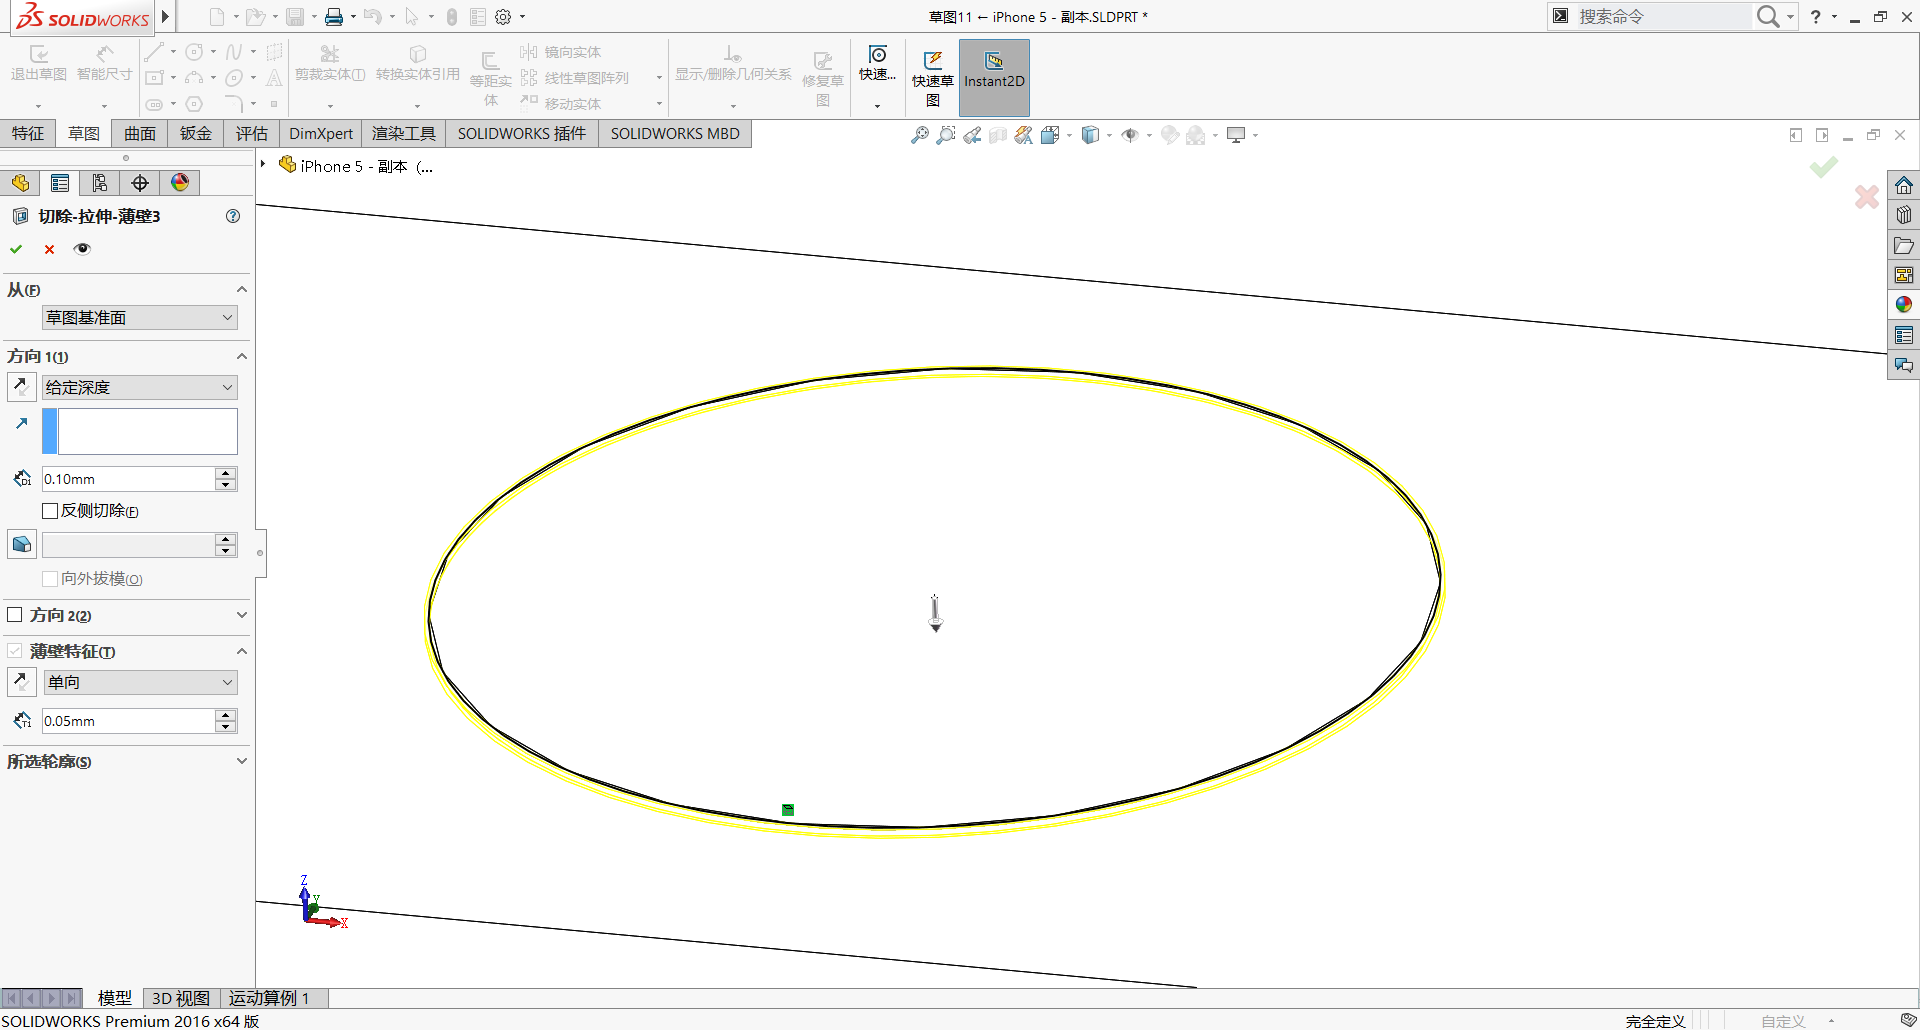 SOLIDWORKS
草图11 ← iPhone 5 - 副本.SLDPRT *
搜索命令
?
退出草图
智能尺寸
剪裁实体(T)
转换实体引用
等距实体
镜向实体
线性草图阵列
移动实体
显示/删除几何关系
修复草图
快速...
快速草图
Instant2D
特征 草图 曲面 钣金 评估 DimXpert 渲染工具 SOLIDWORKS 插件 SOLIDWORKS MBD
iPhone 5 - 副本 (...
切除-拉伸-薄壁3
从(F)
草图基准面
方向 1(1)
给定深度
D1
0.10mm
反侧切除(F)
向外拔模(O)
方向 2(2)
薄壁特征(T)
单向
T1
0.05mm
所选轮廓(S)
Z
Y
X
模型 3D 视图 运动算例 1
SOLIDWORKS Premium 2016 x64 版
完全定义
自定义